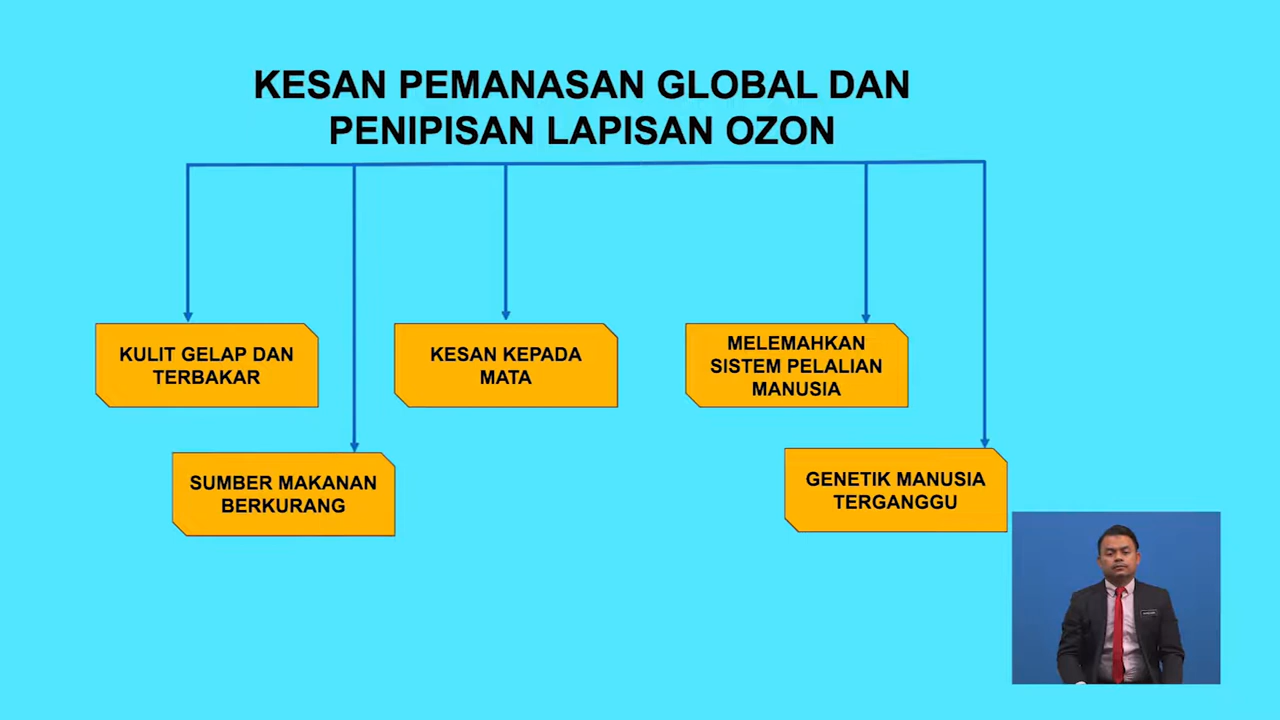 KESAN PEMANASAN GLOBAL DAN
PENIPISAN LAPISAN OZON
KULIT GELAP DAN
TERBAKAR
KESAN KEPADA
MATA
MELEMAHKAN
SISTEM PELALIAN
MANUSIA
SUMBER MAKANAN
BERKURANG
GENETIK MANUSIA
TERGANGGU